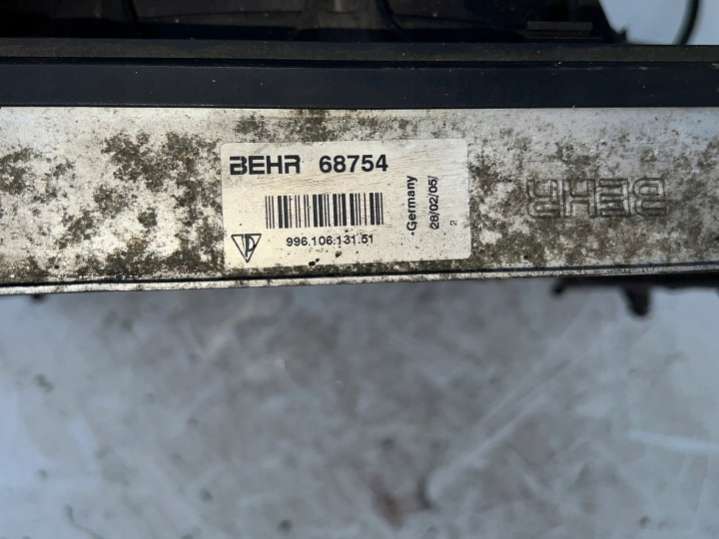 BEHR 68754
996.106.131.51
-Germany
28/02/05/
2
BEHR